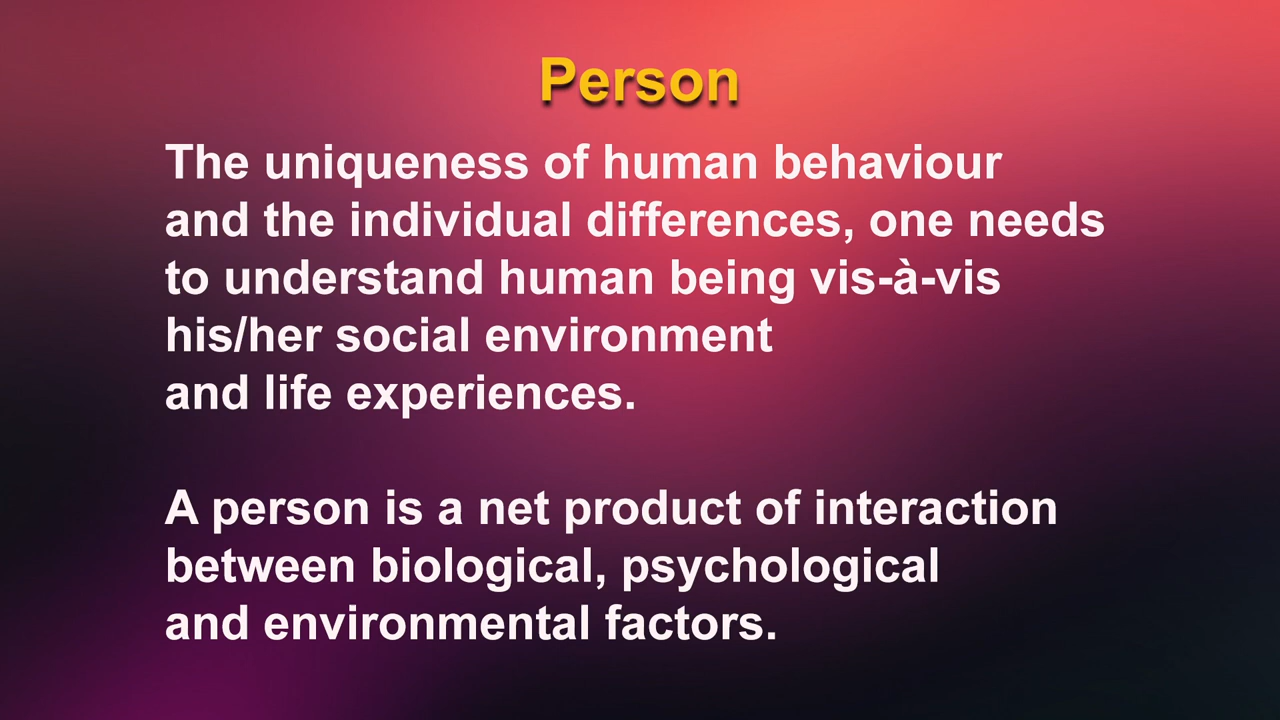 Person
The uniqueness of human behaviour
and the individual differences, one needs
to understand human being vis-à-vis
his/her social environment
and life experiences.
A person is a net product of interaction
between biological, psychological
and environmental factors.